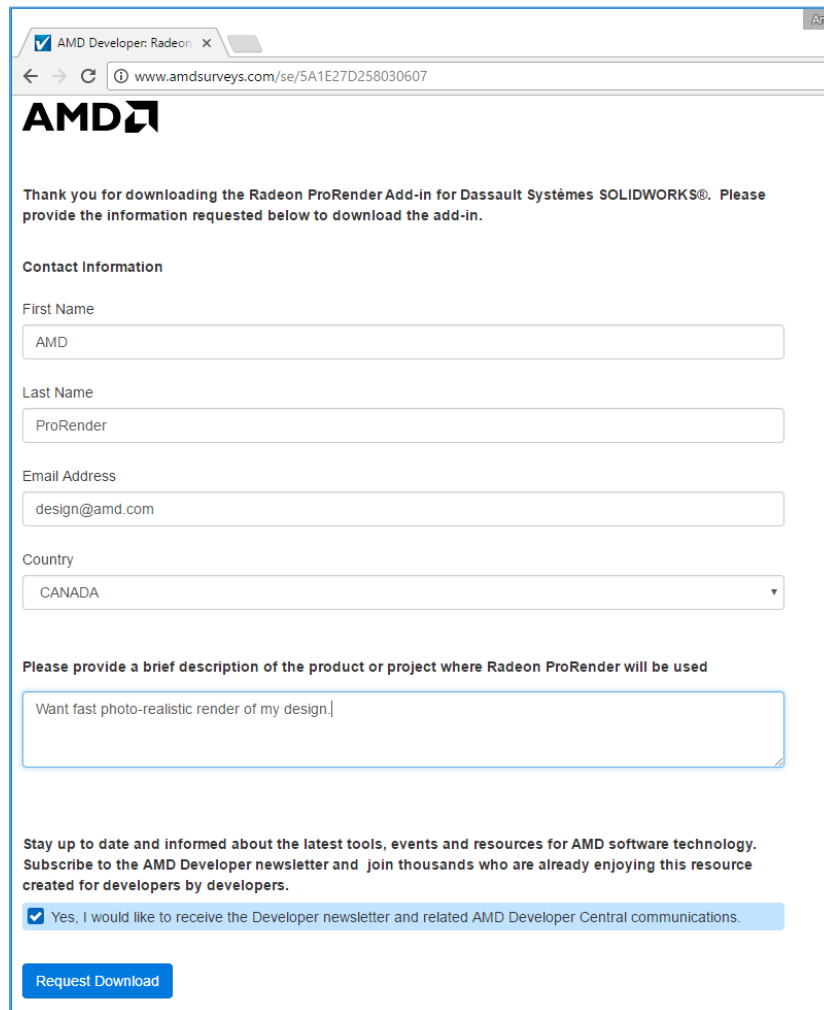 An
AMD Developer: Radeon
www.amdsurveys.com/se/5A1E27D258030607
AMD
Thank you for downloading the Radeon ProRender Add-in for Dassault Systèmes SOLIDWORKS®. Please
provide the information requested below to download the add-in.
Contact Information
First Name
AMD
Last Name
ProRender
Email Address
design@amd.com
Country
CANADA
Please provide a brief description of the product or project where Radeon ProRender will be used
Want fast photo-realistic render of my design.
Stay up to date and informed about the latest tools, events and resources for AMD software technology.
Subscribe to the AMD Developer newsletter and join thousands who are already enjoying this resource
created for developers by developers.
Yes, I would like to receive the Developer newsletter and related AMD Developer Central communications.
Request Download